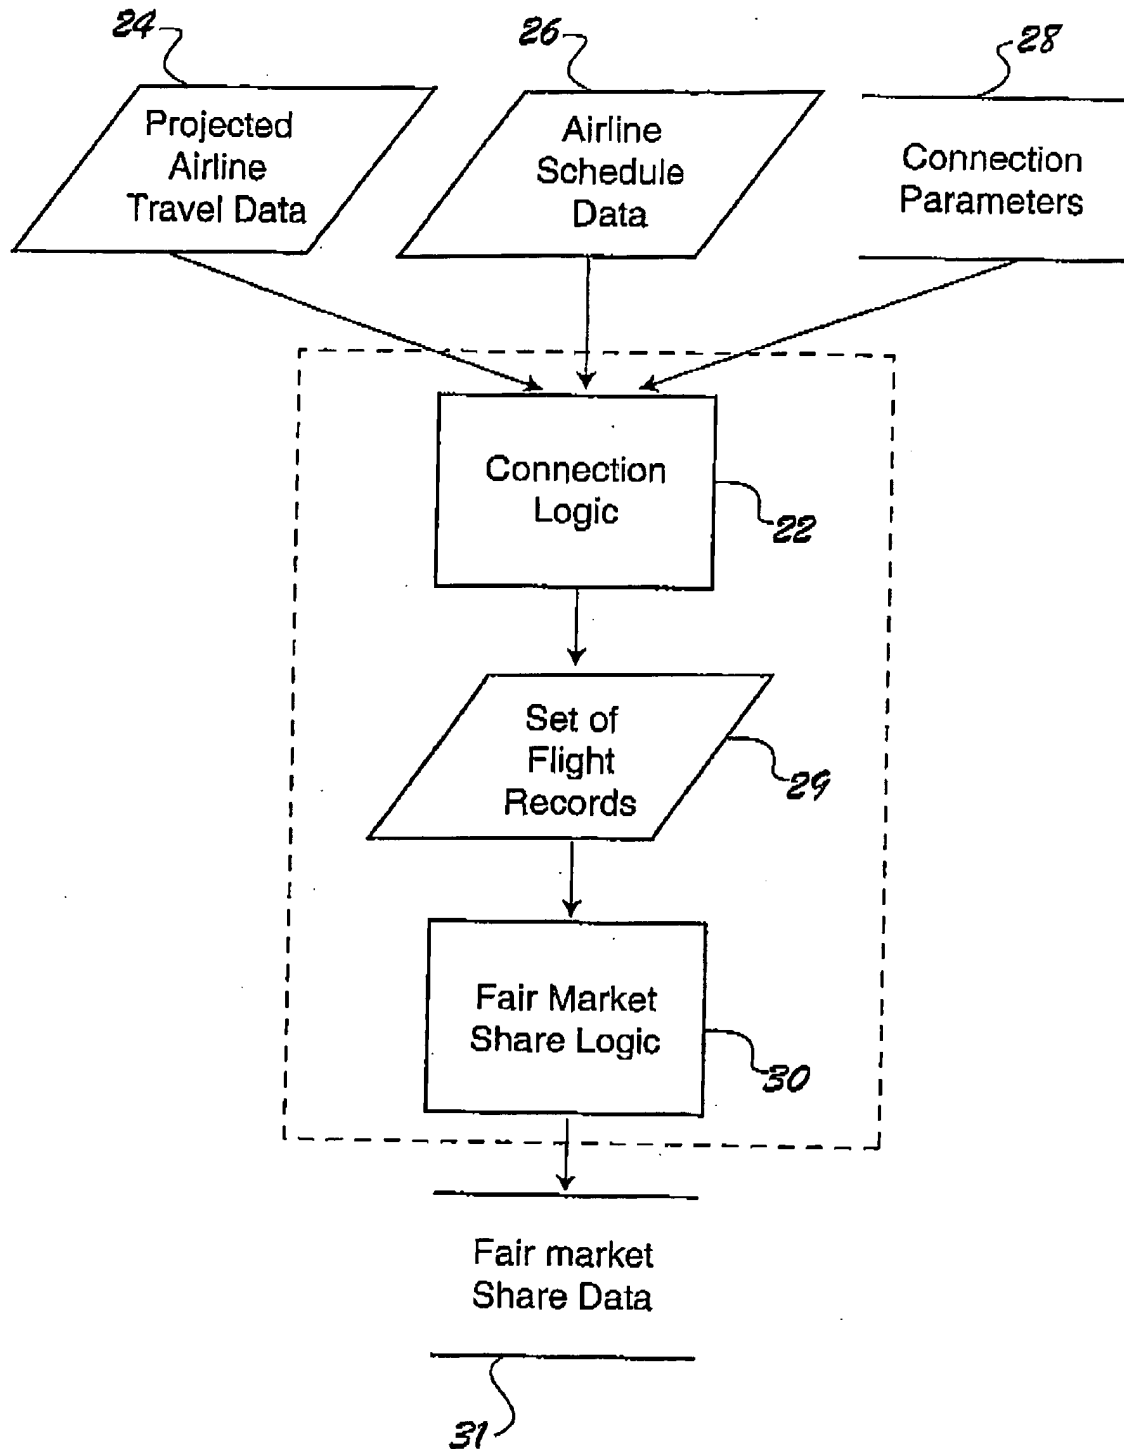 24
26
28
Projected
Airline
Travel Data
Airline
Schedule
Data
Connection
Parameters
Connection
Logic
22
Set of
Flight
Records
29
Fair Market
Share Logic
30
Fair market
Share Data
31